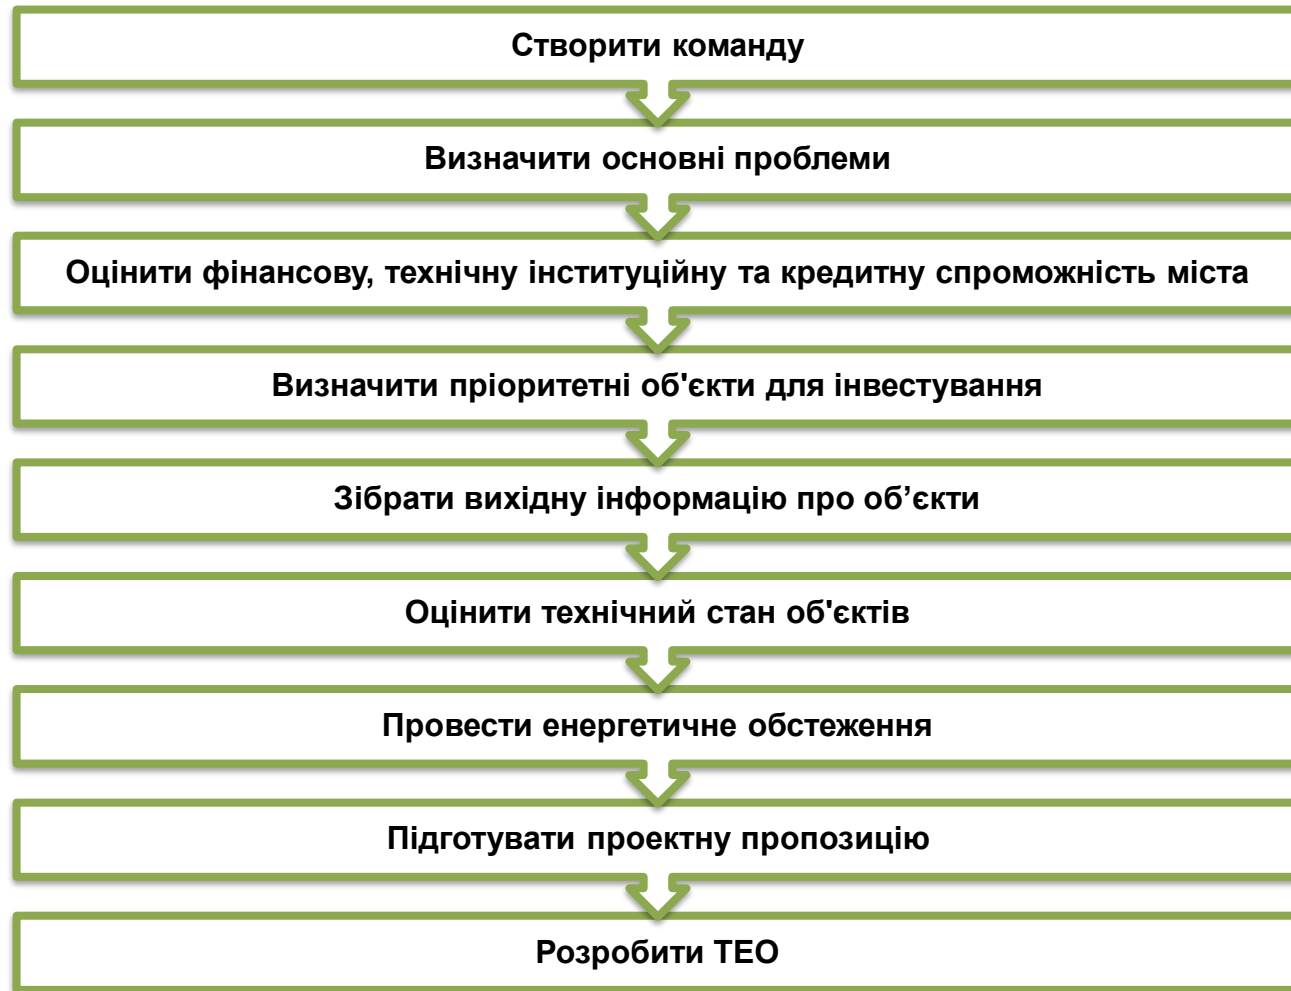 Створити команду
Визначити основні проблеми
Оцінити фінансову, технічну інституційну та кредитну спроможність міста
Визначити пріоритетні об'єкти для інвестування
Зібрати вихідну інформацію про об’єкти
Оцінити технічний стан об'єктів
Провести енергетичне обстеження
Підготувати проектну пропозицію
Розробити ТЕО